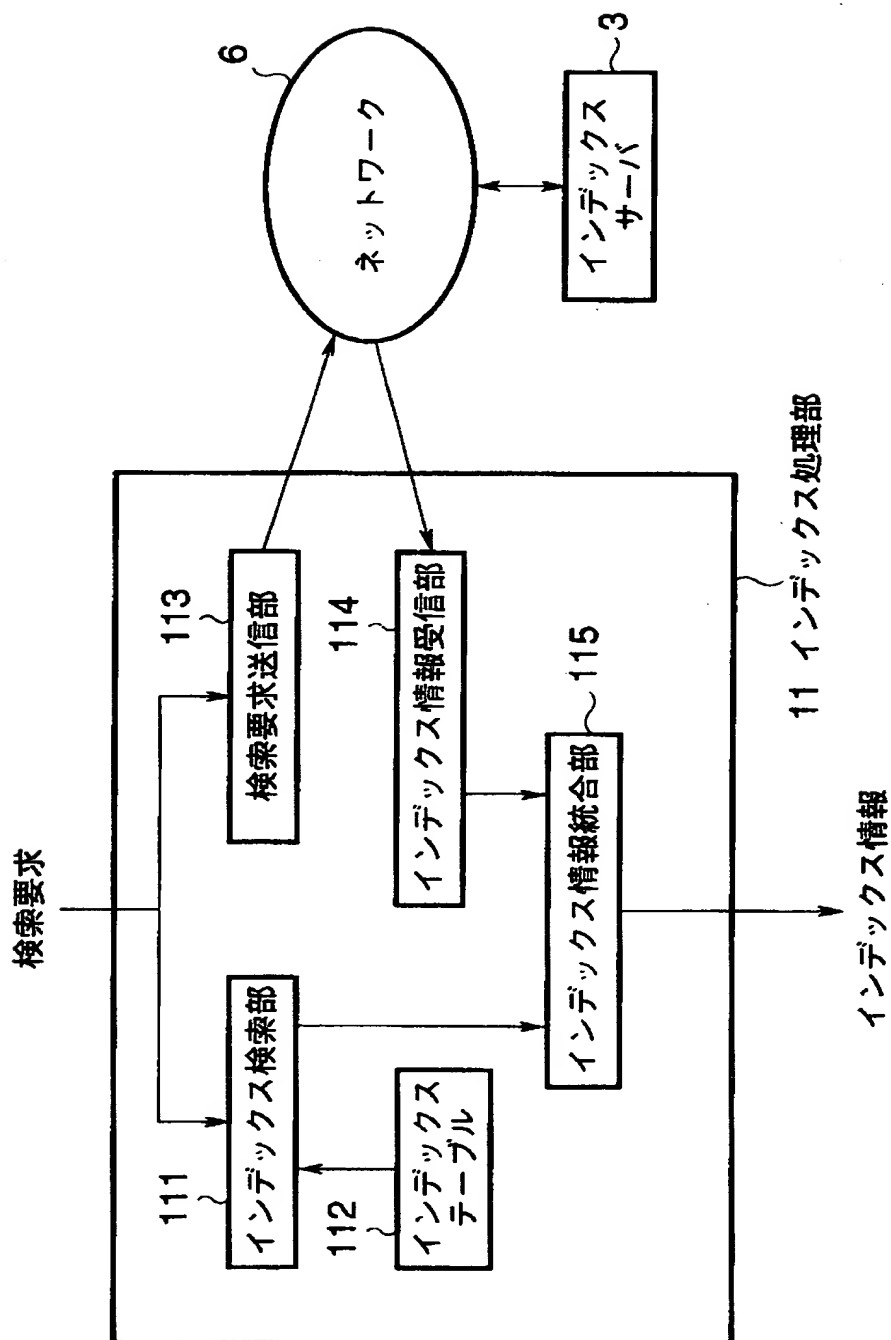 検索要求
111
インデックス検索部
112
インデックス
テーブル
113
検索要求送信部
114
インデックス情報受信部
インデックス情報統合部
115
11 インデックス処理部
インデックス情報
6
ネットワーク
インデックス
サーバ
3